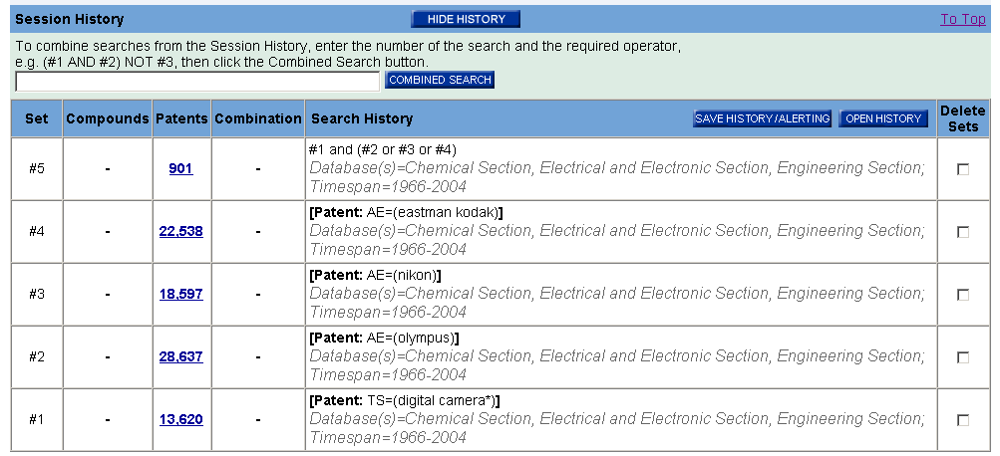 Session History HIDE HISTORY To Top
To combine searches from the Session History, enter the number of the search and the required operator,
e.g. (#1 AND #2) NOT #3, then click the Combined Search button.
COMBINED SEARCH
Set Compounds Patents Combination Search History SAVE HISTORY/ALERTING OPEN HISTORY Delete Sets
#5 - 901 - #1 and (#2 or #3 or #4)
Database(s)=Chemical Section, Electrical and Electronic Section, Engineering Section;
Timespan=1966-2004
#4 - 22,538 - [Patent: AE=(eastman kodak)]
Database(s)=Chemical Section, Electrical and Electronic Section, Engineering Section;
Timespan=1966-2004
#3 - 18,597 - [Patent: AE=(nikon)]
Database(s)=Chemical Section, Electrical and Electronic Section, Engineering Section;
Timespan=1966-2004
#2 - 28,637 - [Patent: AE=(olympus)]
Database(s)=Chemical Section, Electrical and Electronic Section, Engineering Section;
Timespan=1966-2004
#1 - 13,620 - [Patent: TS=(digital camera*)]
Database(s)=Chemical Section, Electrical and Electronic Section, Engineering Section;
Timespan=1966-2004